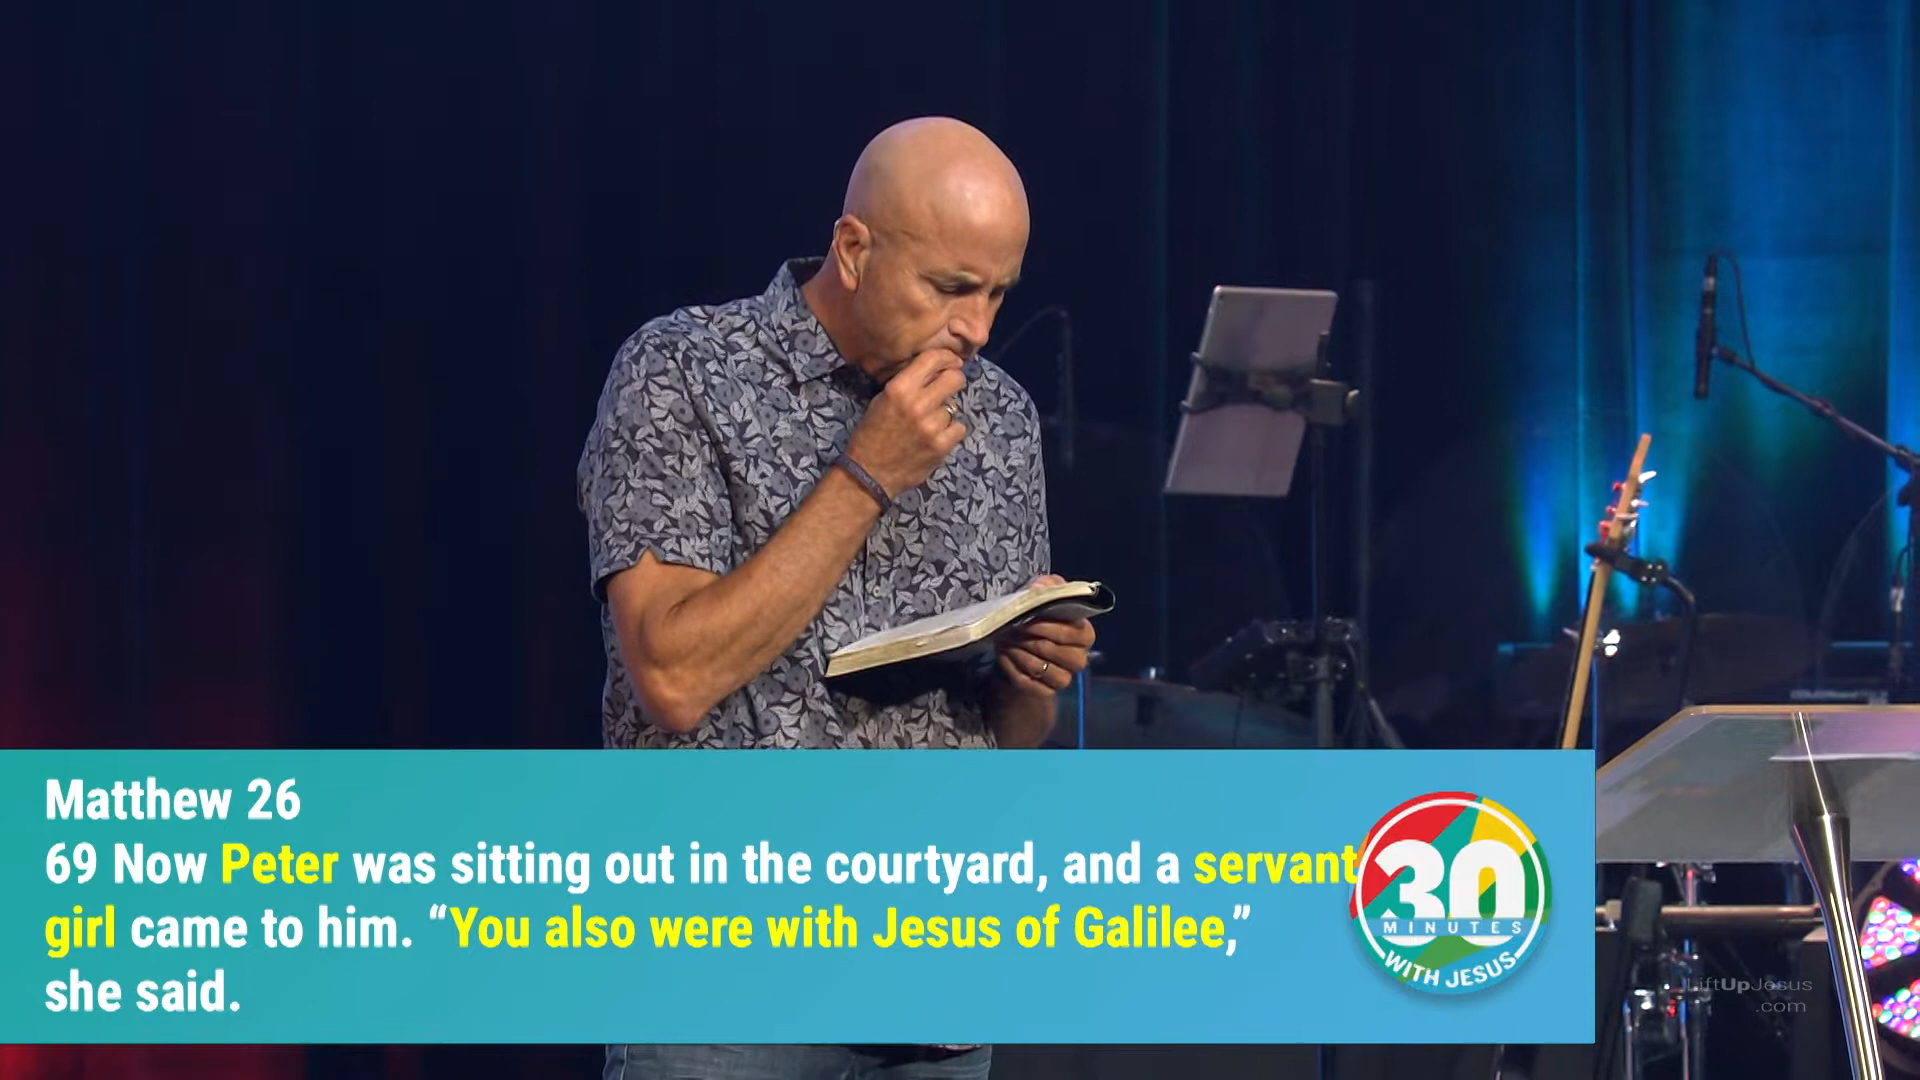 Matthew 26
69 Now Peter was sitting out in the courtyard, and a servant
girl came to him. “You also were with Jesus of Galilee,”
she said.
30
MINUTES
WITH JESUS
LiftUpJesus
.com